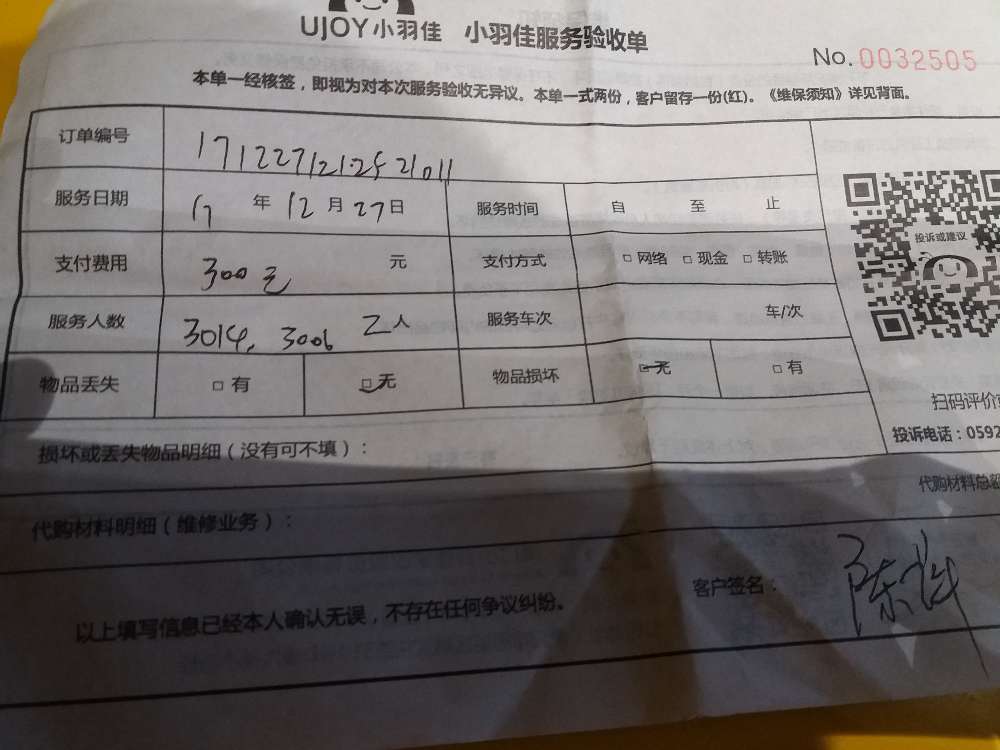 UJOY小羽佳 小羽佳服务验收单
No. 0032505
本单一经核签，即视为对本次服务验收无异议。本单一式两份，客户留存一份(红)。《维保须知》详见背面。
订单编号
服务日期 17 年 12 月 27 日 服务时间 自 至 止
投诉或建议
支付费用 300元 元 支付方式 □ 网络 □ 现金 □ 转账
服务人数 3014, 3006 2 人 服务车次 车/次
物品丢失 □ 有 □ 无 物品损坏 □ 无 □ 有
扫码评价
投诉电话：0592
损坏或丢失物品明细（没有可不填）：
代购材料总
代购材料明细（维修业务）：
客户签名：陈
以上填写信息已经本人确认无误，不存在任何争议纠纷。